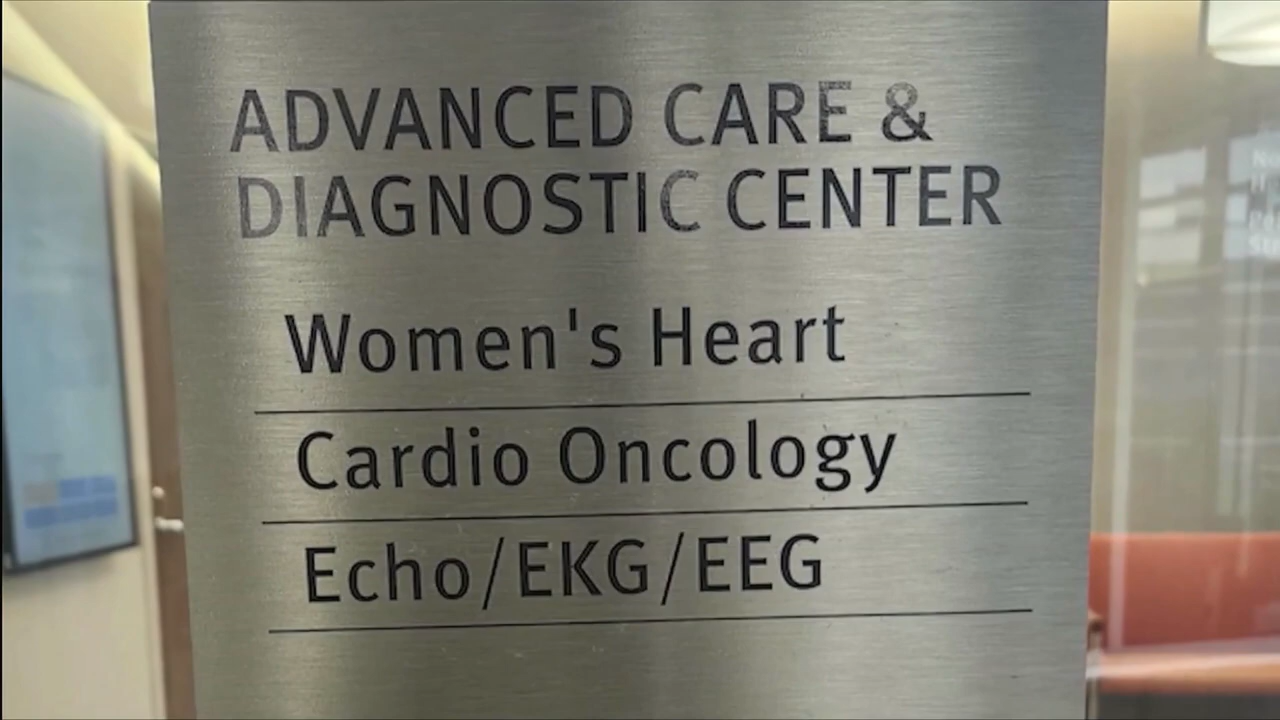 ADVANCED CARE &
DIAGNOSTIC CENTER
Women's Heart
Cardio Oncology
Echo/EKG/EEG